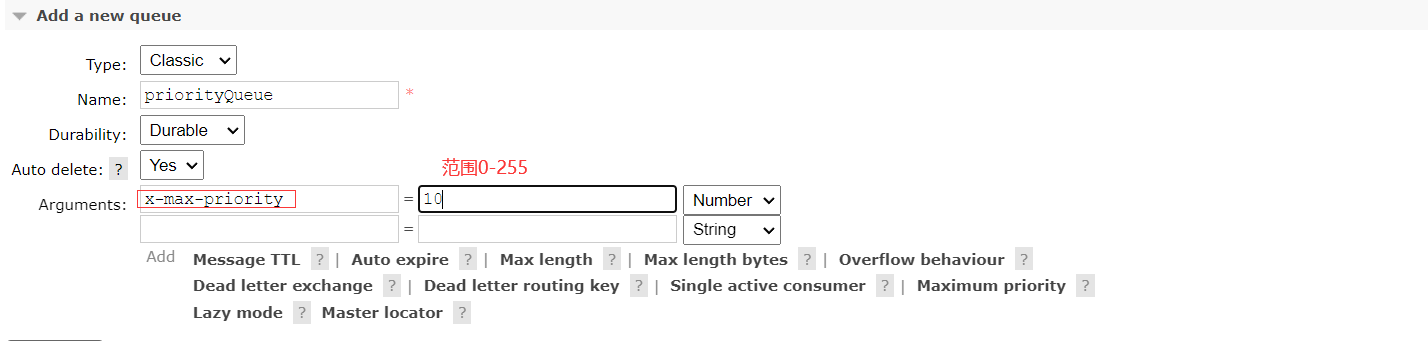 Add a new queue
Type: Classic
Name: priorityQueue *
Durability: Durable
Auto delete: ? Yes
范围0-255
Arguments: x-max-priority = 10 Number
= String
Add Message TTL ? | Auto expire ? | Max length ? | Max length bytes ? | Overflow behaviour ?
Dead letter exchange ? | Dead letter routing key ? | Single active consumer ? | Maximum priority ?
Lazy mode ? Master locator ?